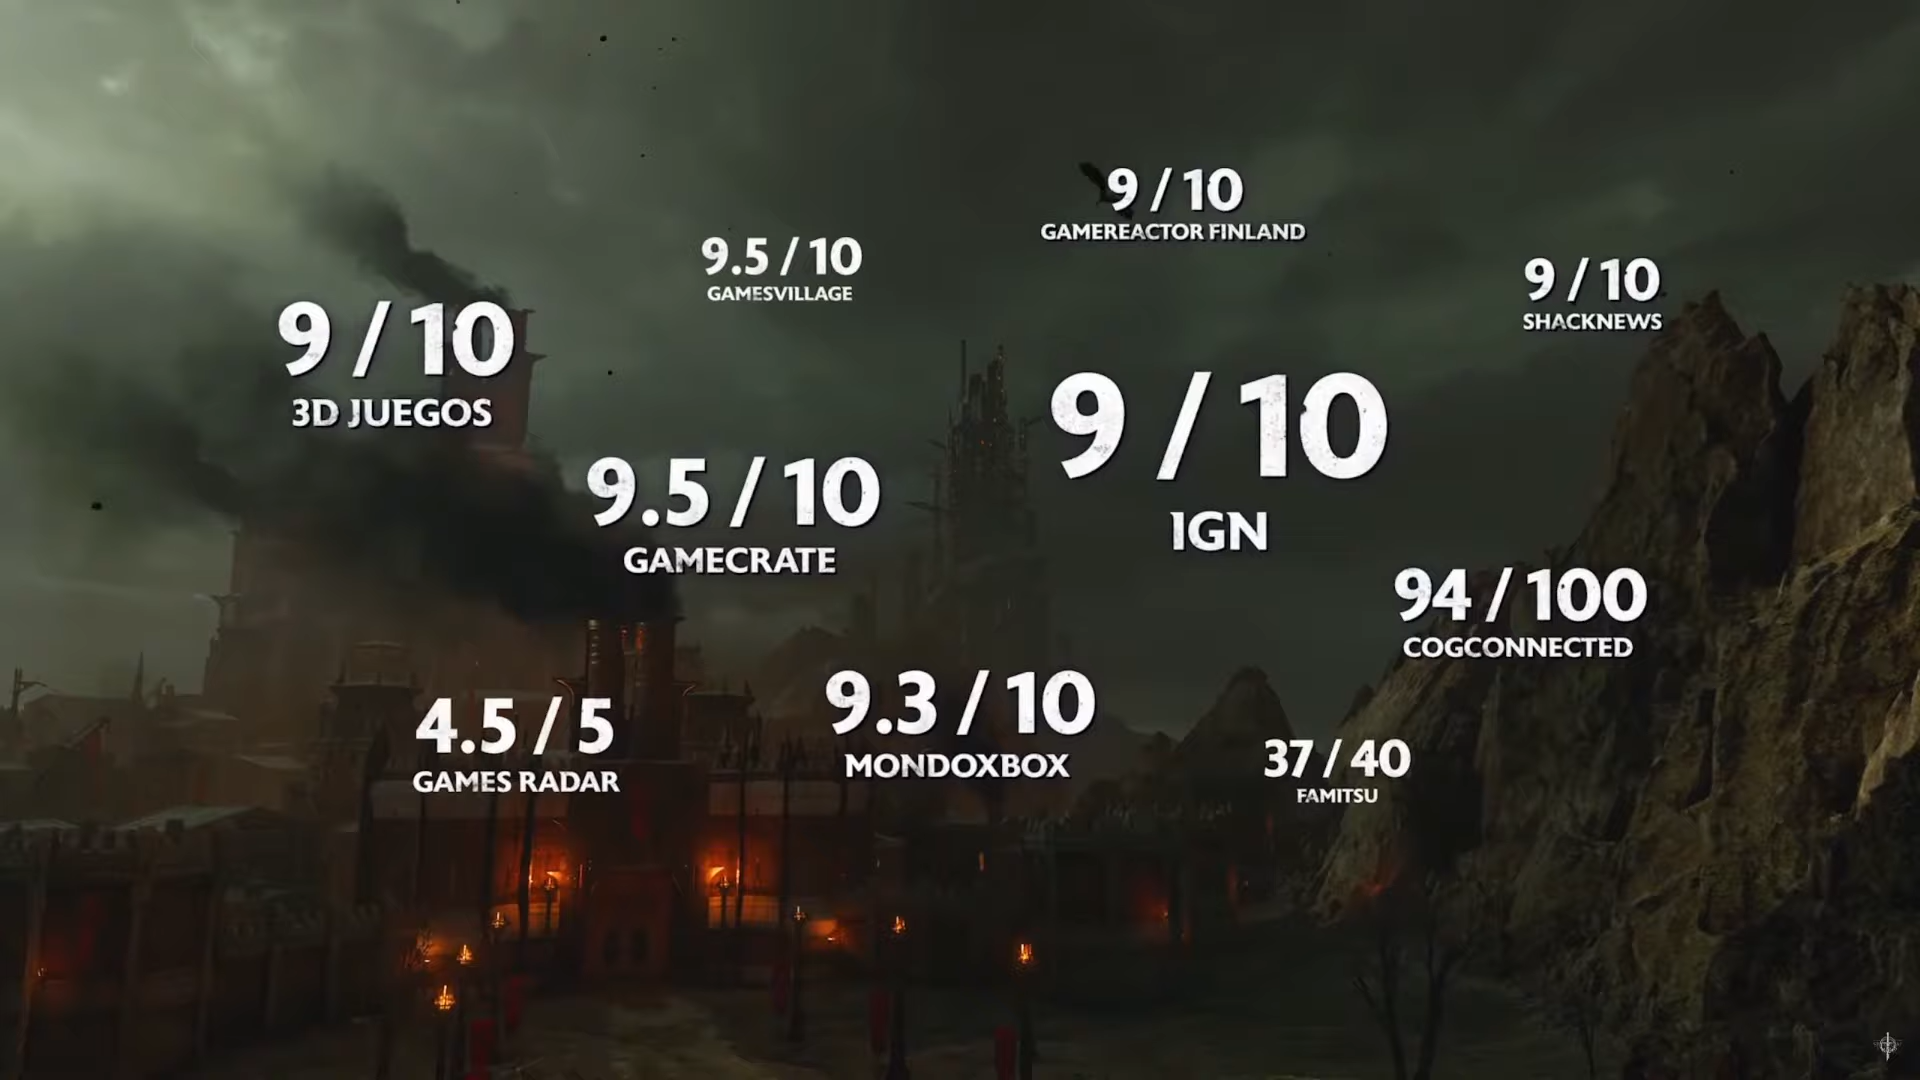 9 / 10
GAMEREACTOR FINLAND
9.5 / 10
GAMESVILLAGE
9 / 10
SHACKNEWS
9 / 10
3D JUEGOS
9 / 10
IGN
9.5 / 10
GAMECRATE
94 / 100
COGCONNECTED
4.5 / 5
GAMES RADAR
9.3 / 10
MONDOXBOX
37 / 40
FAMITSU